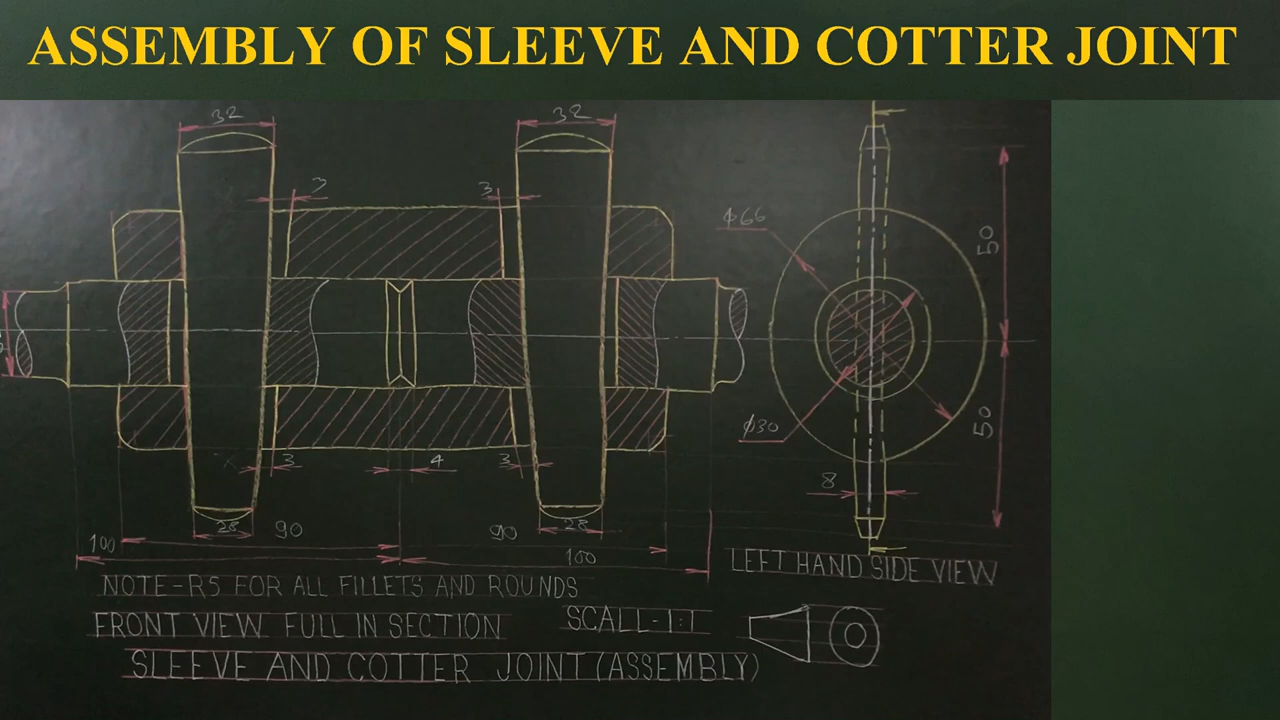 ASSEMBLY OF SLEEVE AND COTTER JOINT
32
32
3
3
Φ66
50
Φ30
50
3
4
3
8
28
90
90
28
100
100
LEFT HAND SIDE VIEW
NOTE-R5 FOR ALL FILLETS AND ROUNDS
FRONT VIEW FULL IN SECTION
SCALL-1:1
SLEEVE AND COTTER JOINT (ASSEMBLY)